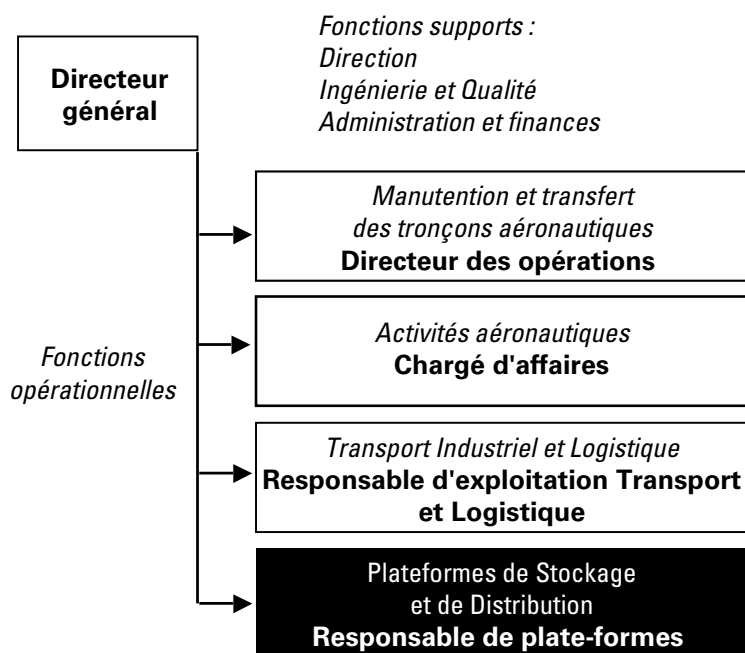 Directeur
général
Fonctions supports :
Direction
Ingénierie et Qualité
Administration et finances
Manutention et transfert
des tronçons aéronautiques
Directeur des opérations
Activités aéronautiques
Chargé d'affaires
Fonctions
opérationnelles
Transport Industriel et Logistique
Responsable d'exploitation Transport
et Logistique
Plateformes de Stockage
et de Distribution
Responsable de plate-formes